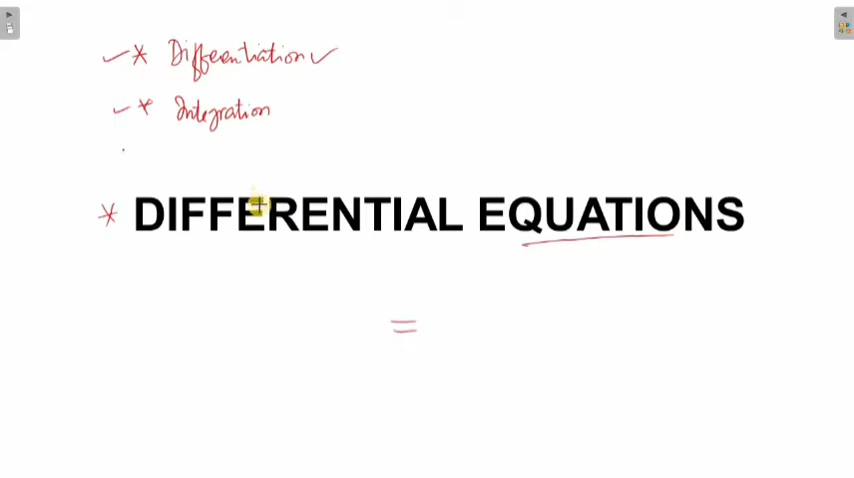 * Differentiation
* Integration
* DIFFERENTIAL EQUATIONS
=